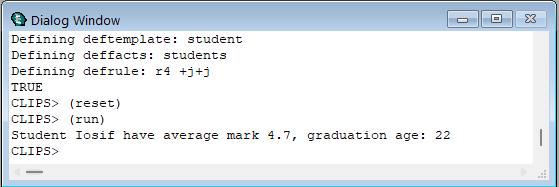 Dialog Window
Defining deftemplate: student
Defining deffacts: students
Defining defrule: r4 +j+j
TRUE
CLIPS> (reset)
CLIPS> (run)
Student Iosif have average mark 4.7, graduation age: 22
CLIPS>